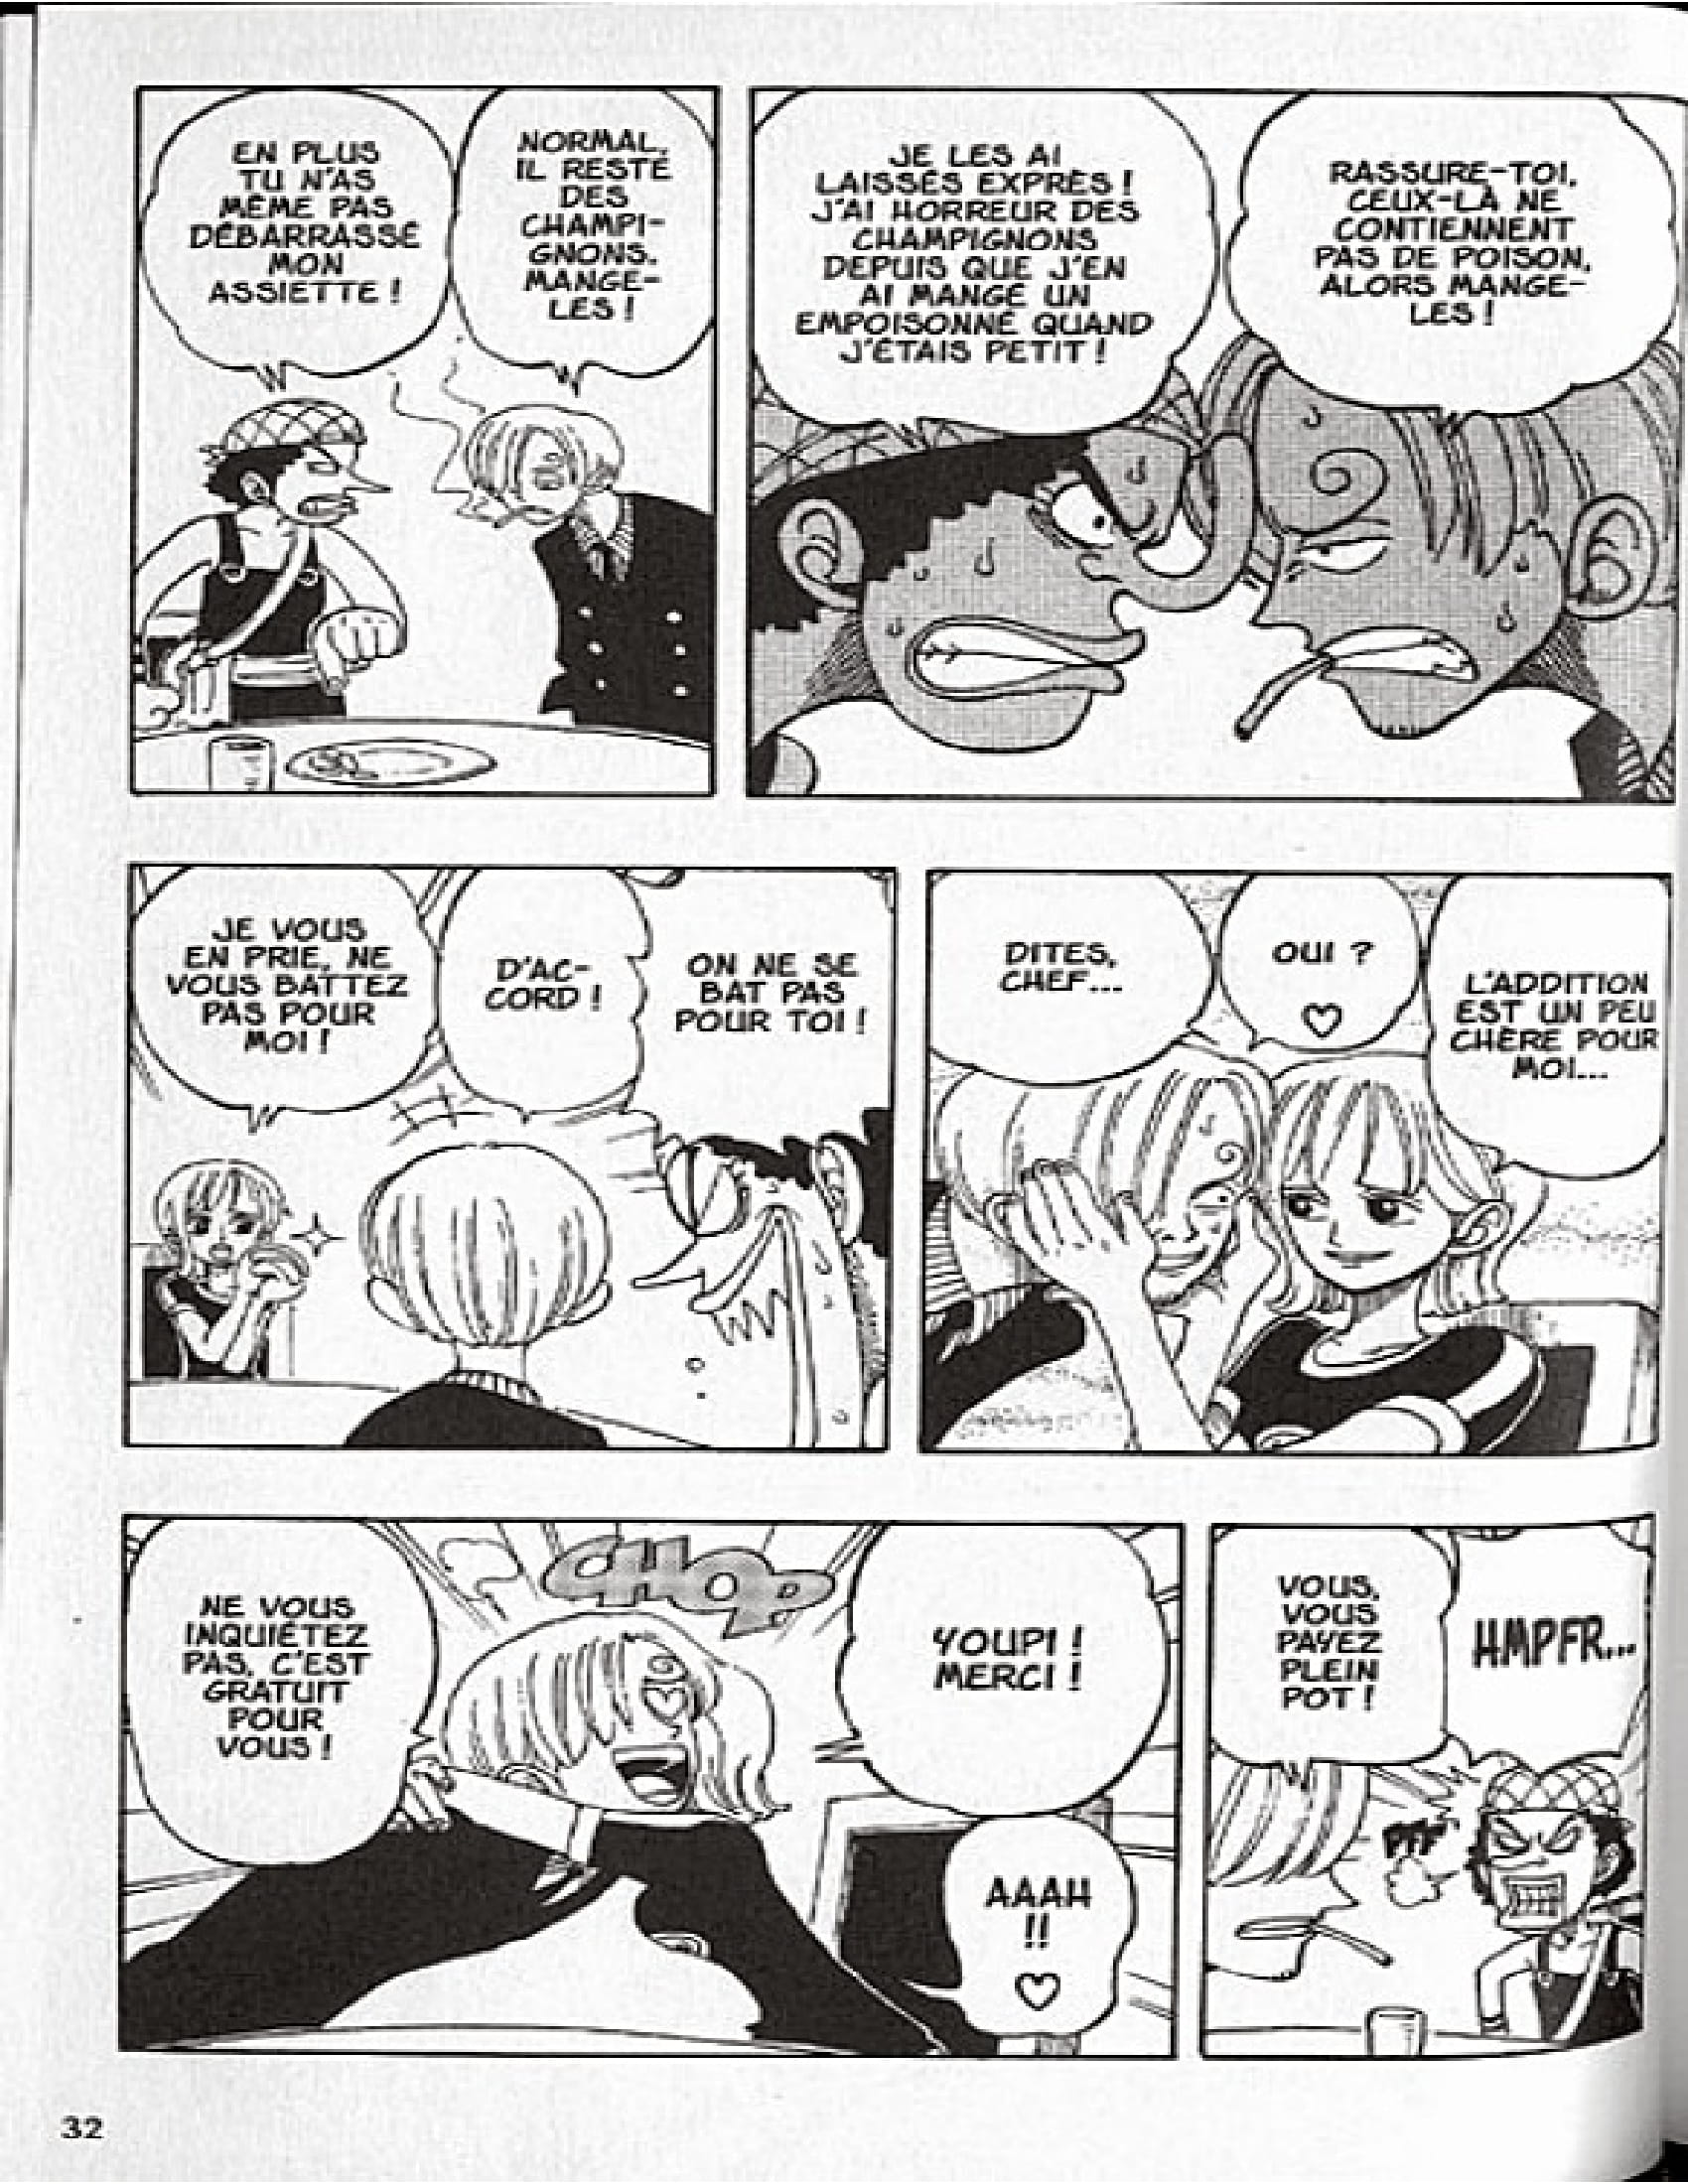 EN PLUS
TU N'AS
MÊME PAS
DÉBARRASSÉ
MON
ASSIETTE !
NORMAL,
IL RESTE
DES
CHAMPI-
GNONS.
MANGE-
LES !
JE LES AI
LAISSÉS EXPRÈS !
J'AI HORREUR DES
CHAMPIGNONS
DEPUIS QUE J'EN
AI MANGÉ UN
EMPOISONNÉ QUAND
J'ÉTAIS PETIT !
RASSURE-TOI,
CEUX-LÀ NE
CONTIENNENT
PAS DE POISON,
ALORS MANGE-
LES !
JE VOUS
EN PRIE, NE
VOUS BATTEZ
PAS POUR
MOI !
D'AC-
CORD !
ON NE SE
BAT PAS
POUR TOI !
DITES,
CHEF...
OUI ?
♡
L'ADDITION
EST UN PEU
CHÈRE POUR
MOI...
NE VOUS
INQUIÉTEZ
PAS, C'EST
GRATUIT
POUR
VOUS !
CHOP
YOUPI !
MERCI !
AAAH
!!
♡
VOUS,
VOUS
PAYEZ
PLEIN
POT !
HMPFR...
PFF
32